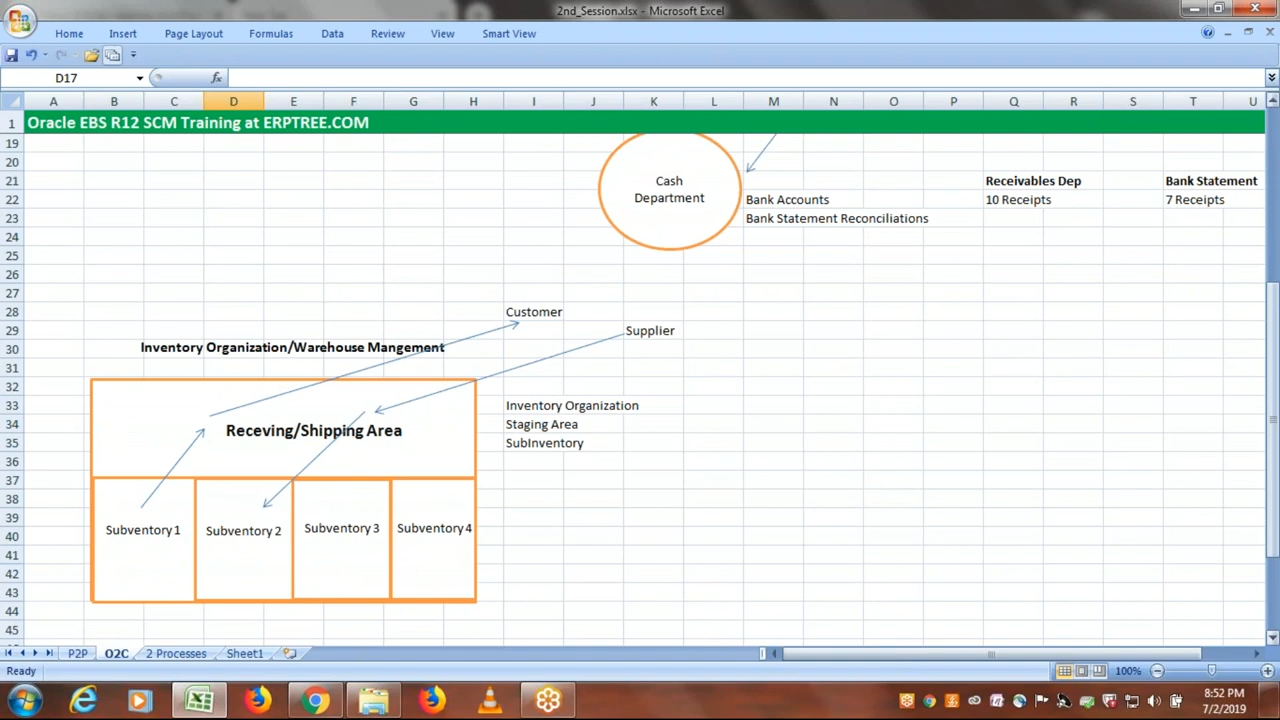 2nd_Session.xlsx - Microsoft Excel
Home Insert Page Layout Formulas Data Review View Smart View
D17 fx
A B C D E F G H I J K L M N O P Q R S T U
1 Oracle EBS R12 SCM Training at ERPTREE.COM
19
20 Cash
21 Department Receivables Dep Bank Statement
22 Bank Accounts 10 Receipts 7 Receipts
23 Bank Statement Reconciliations
24
25
26
27
28 Customer
29 Supplier
30 Inventory Organization/Warehouse Mangement
31
32
33 Inventory Organization
34 Receving/Shipping Area Staging Area
35 SubInventory
36
37
38
39 Subventory 1 Subventory 2 Subventory 3 Subventory 4
40
41
42
43
44
45
P2P O2C 2 Processes Sheet1
Ready 100%
8:52 PM
7/2/2019